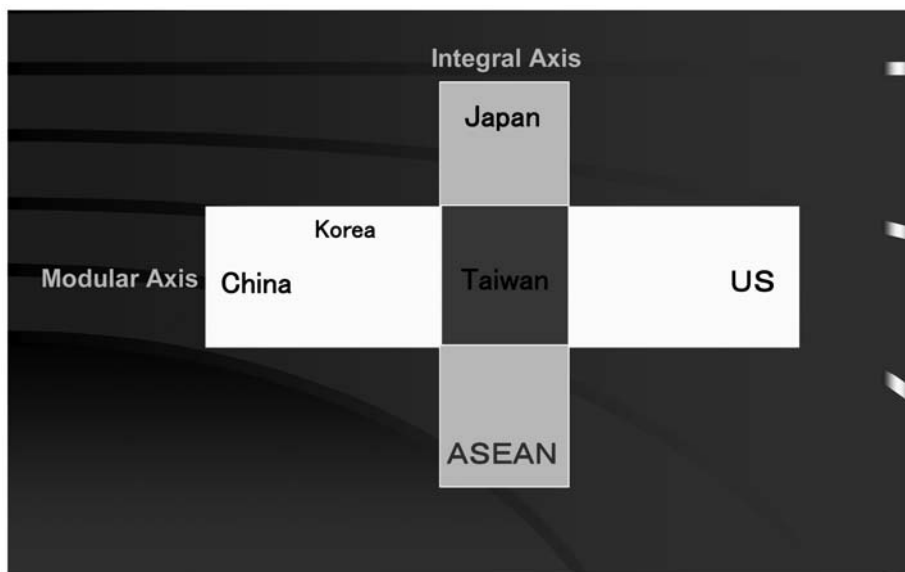 Integral Axis
Japan
Korea
Modular Axis China Taiwan US
ASEAN